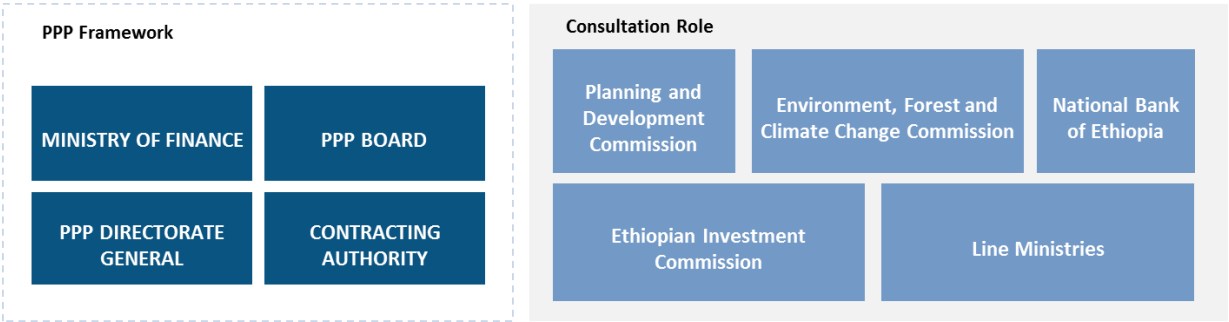 PPP Framework
MINISTRY OF FINANCE
PPP BOARD
PPP DIRECTORATE
GENERAL
CONTRACTING
AUTHORITY
Consultation Role
Planning and
Development
Commission
Environment, Forest and
Climate Change Commission
National Bank
of Ethiopia
Ethiopian Investment
Commission
Line Ministries